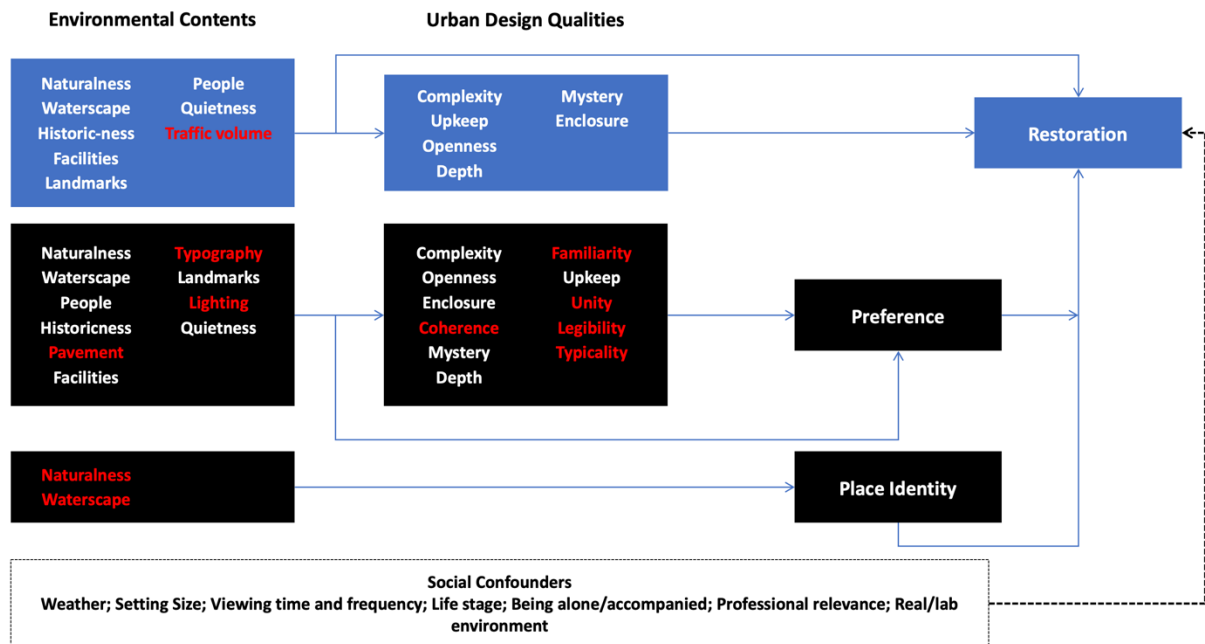 Environmental Contents
Urban Design Qualities
Naturalness
Waterscape
Historic-ness
Facilities
Landmarks
People
Quietness
Traffic volume
Complexity
Upkeep
Openness
Depth
Mystery
Enclosure
Restoration
Naturalness
Waterscape
People
Historicness
Pavement
Facilities
Typography
Landmarks
Lighting
Quietness
Complexity
Openness
Enclosure
Coherence
Mystery
Depth
Familiarity
Upkeep
Unity
Legibility
Typicality
Preference
Naturalness
Waterscape
Place Identity
Social Confounders
Weather; Setting Size; Viewing time and frequency; Life stage; Being alone/accompanied; Professional relevance; Real/lab
environment